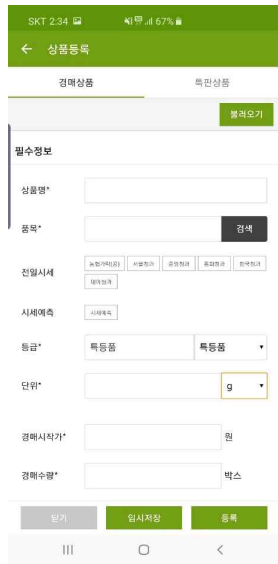 SKT 2:34 67%
← 상품등록
경매상품 특판상품
불러오기
필수정보
상품명*
품목* 검색
전일시세 농협가락(공) 서울청과 중앙청과 동화청과 한국청과
대아청과
시세예측 시세예측
등급* 특등품 특등품
단위* g
경매시작가* 원
경매수량* 박스
닫기 임시저장 등록